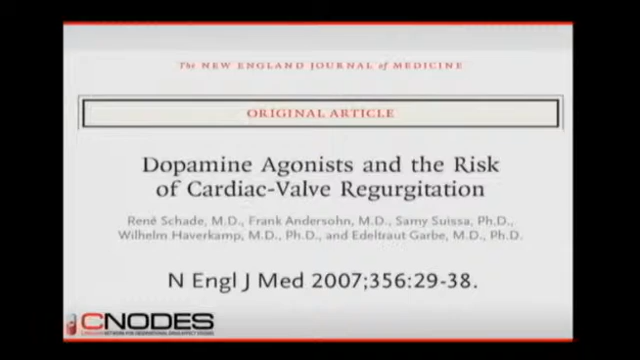 The NEW ENGLAND JOURNAL of MEDICINE
ORIGINAL ARTICLE
Dopamine Agonists and the Risk
of Cardiac-Valve Regurgitation
René Schade, M.D., Frank Andersohn, M.D., Samy Suissa, Ph.D.,
Wilhelm Haverkamp, M.D., Ph.D., and Edeltraut Garbe, M.D., Ph.D.
N Engl J Med 2007;356:29-38.
CNODES